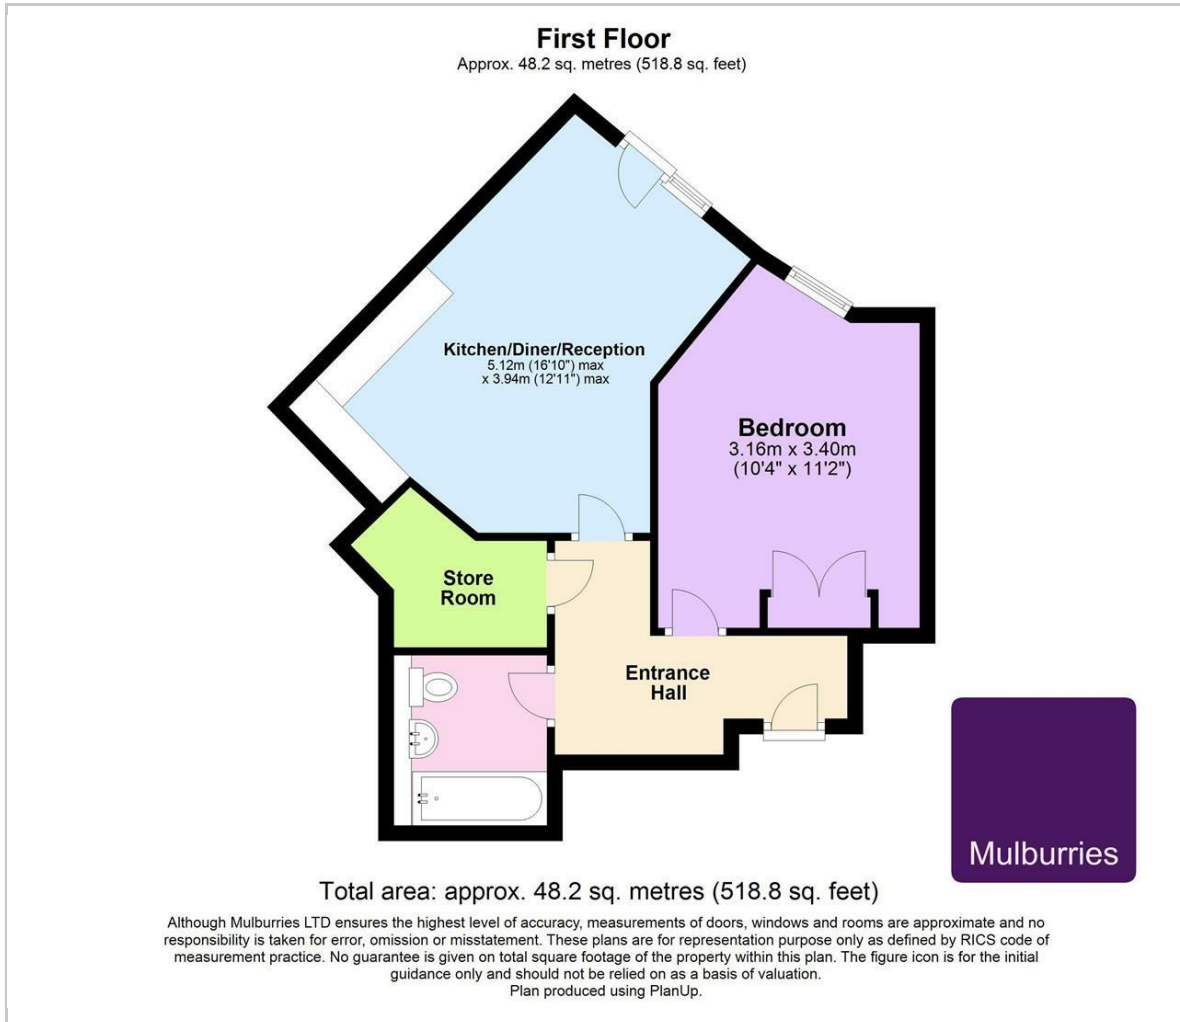 First Floor
Approx. 48.2 sq. metres (518.8 sq. feet)
Kitchen/Diner/Reception
5.12m (16'10") max
x 3.94m (12'11") max
Bedroom
3.16m x 3.40m
(10'4" x 11'2")
Store
Room
Entrance
Hall
Mulburries
Total area: approx. 48.2 sq. metres (518.8 sq. feet)
Although Mulburries LTD ensures the highest level of accuracy, measurements of doors, windows and rooms are approximate and no
responsibility is taken for error, omission or misstatement. These plans are for representation purpose only as defined by RICS code of
measurement practice. No guarantee is given on total square footage of the property within this plan. The figure icon is for the initial
guidance only and should not be relied on as a basis of valuation.
Plan produced using PlanUp.